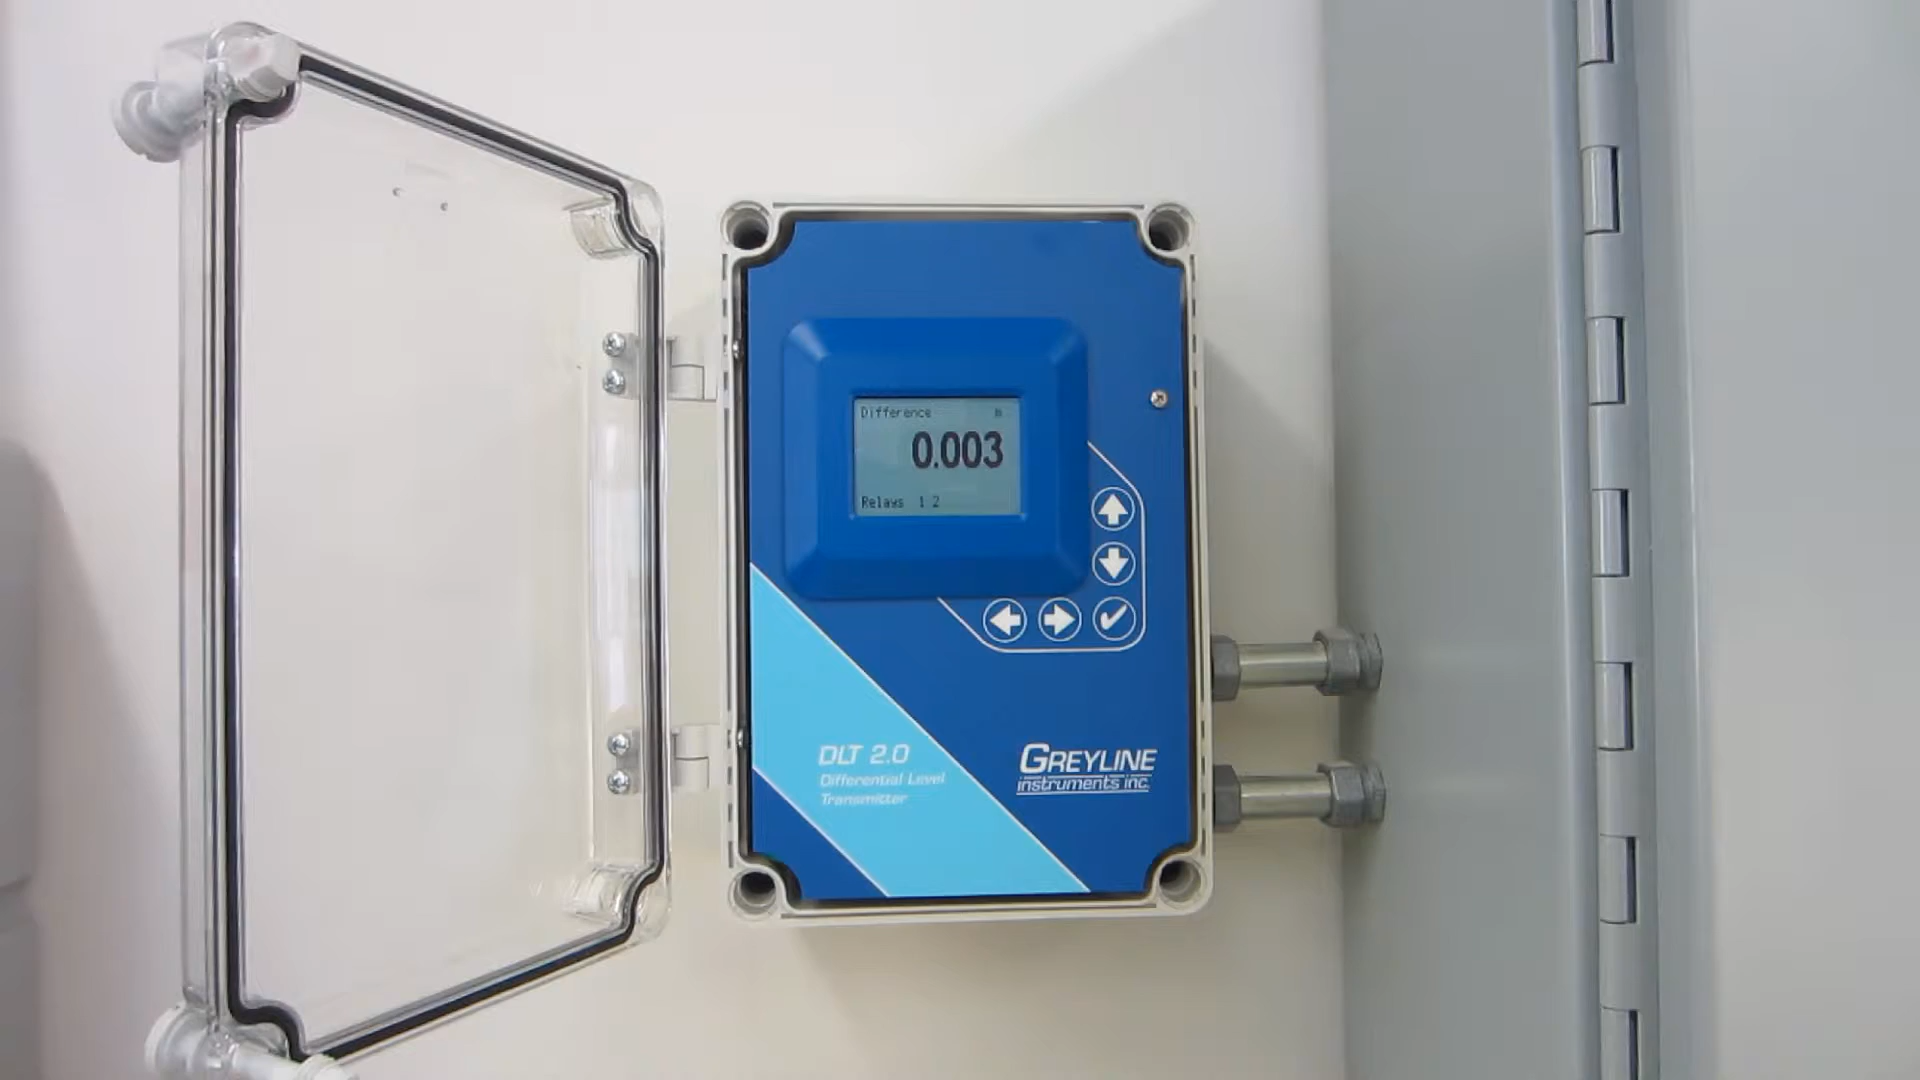 Difference m
0.003
Relays 1 2
DLT 2.0
Differential Level
Transmitter
GREYLINE
instruments inc.